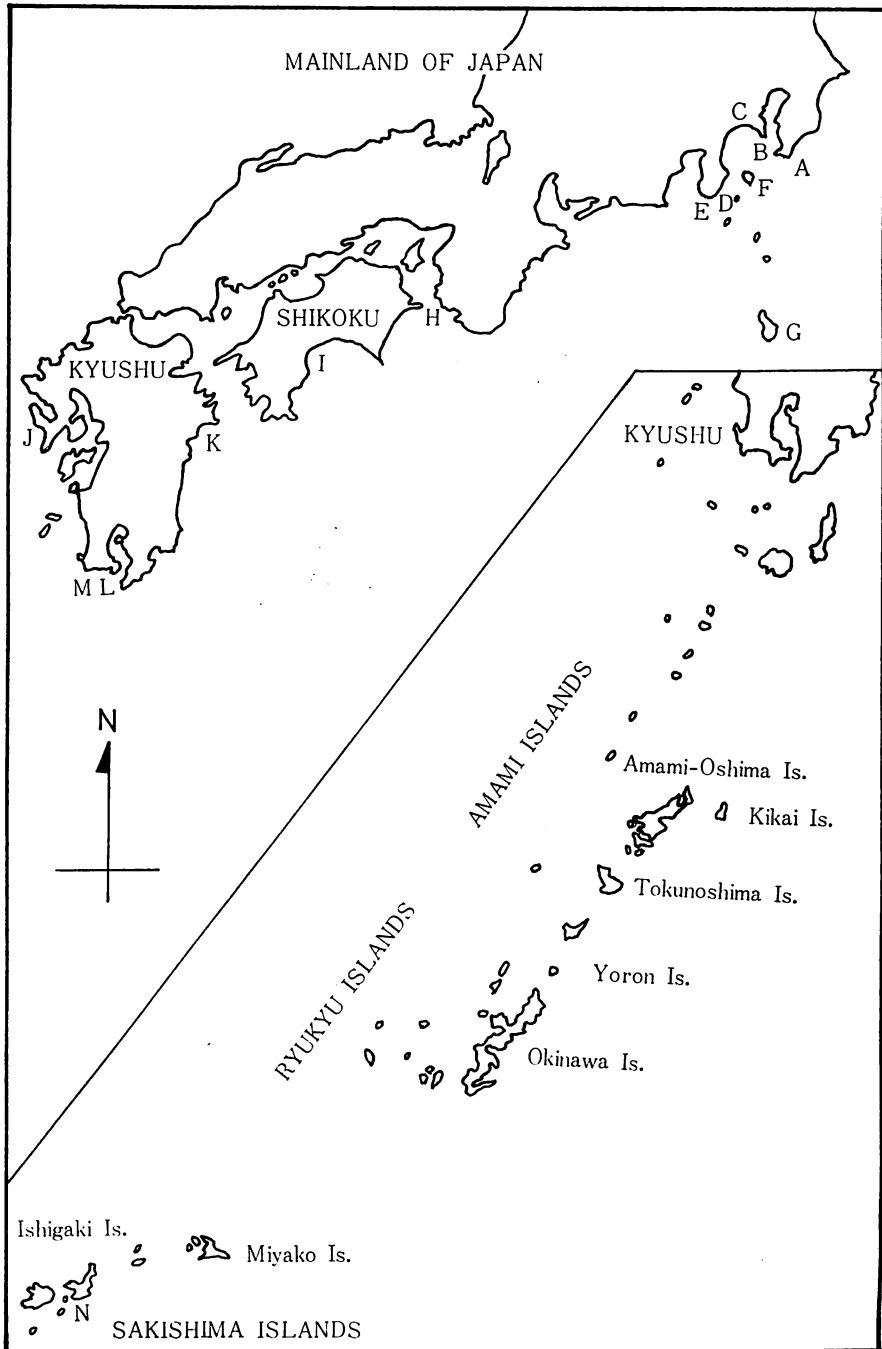 MAINLAND OF JAPAN
C
B
A
F
D
E
G
SHIKOKU
H
I
KYUSHU
J
K
M L
KYUSHU
N
AMAMI ISLANDS
Amami-Oshima Is.
Kikai Is.
Tokunoshima Is.
RYUKYU ISLANDS
Yoron Is.
Okinawa Is.
Ishigaki Is.
Miyako Is.
N
SAKISHIMA ISLANDS